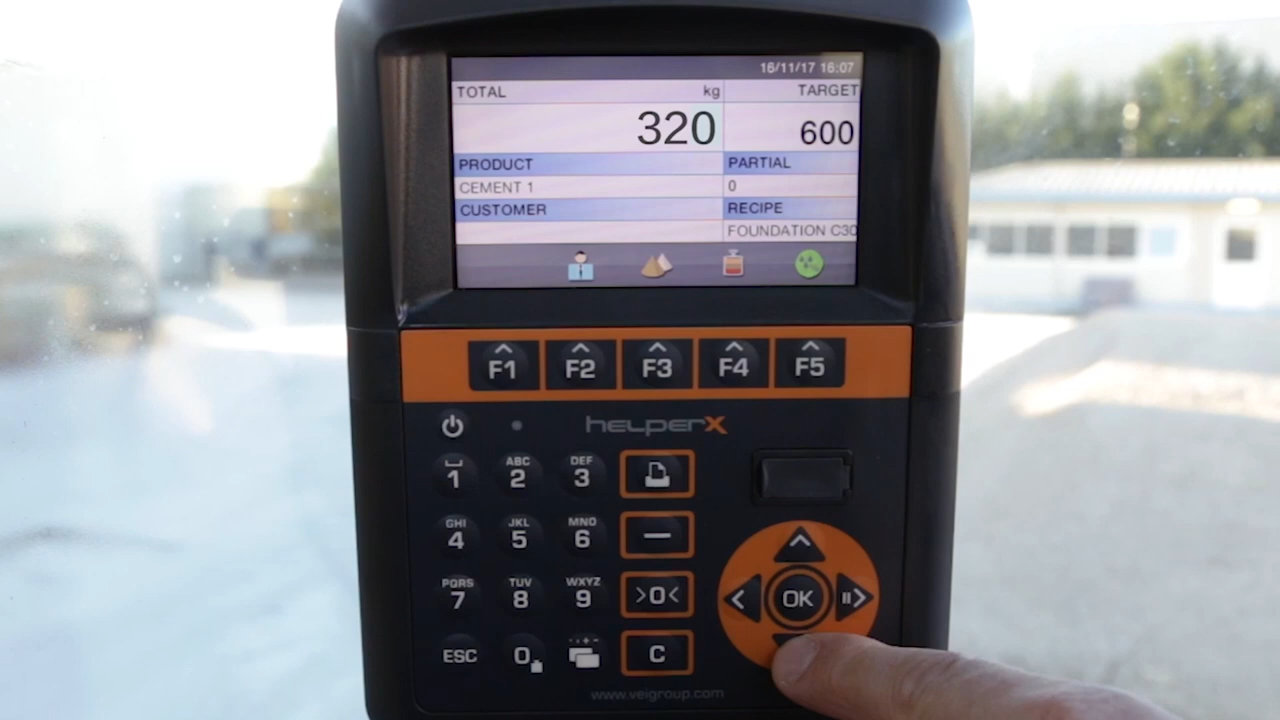 16/11/17 16:07
TOTAL kg TARGET
320 600
PRODUCT PARTIAL
CEMENT 1 0
CUSTOMER RECIPE
FOUNDATION C30
F1 F2 F3 F4 F5
helperX
1 ABC 2 DEF 3
GHI 4 JKL 5 MNO 6
PQRS 7 TUV 8 WXYZ 9 >0<
OK
ESC 0 C
www.veigroup.com